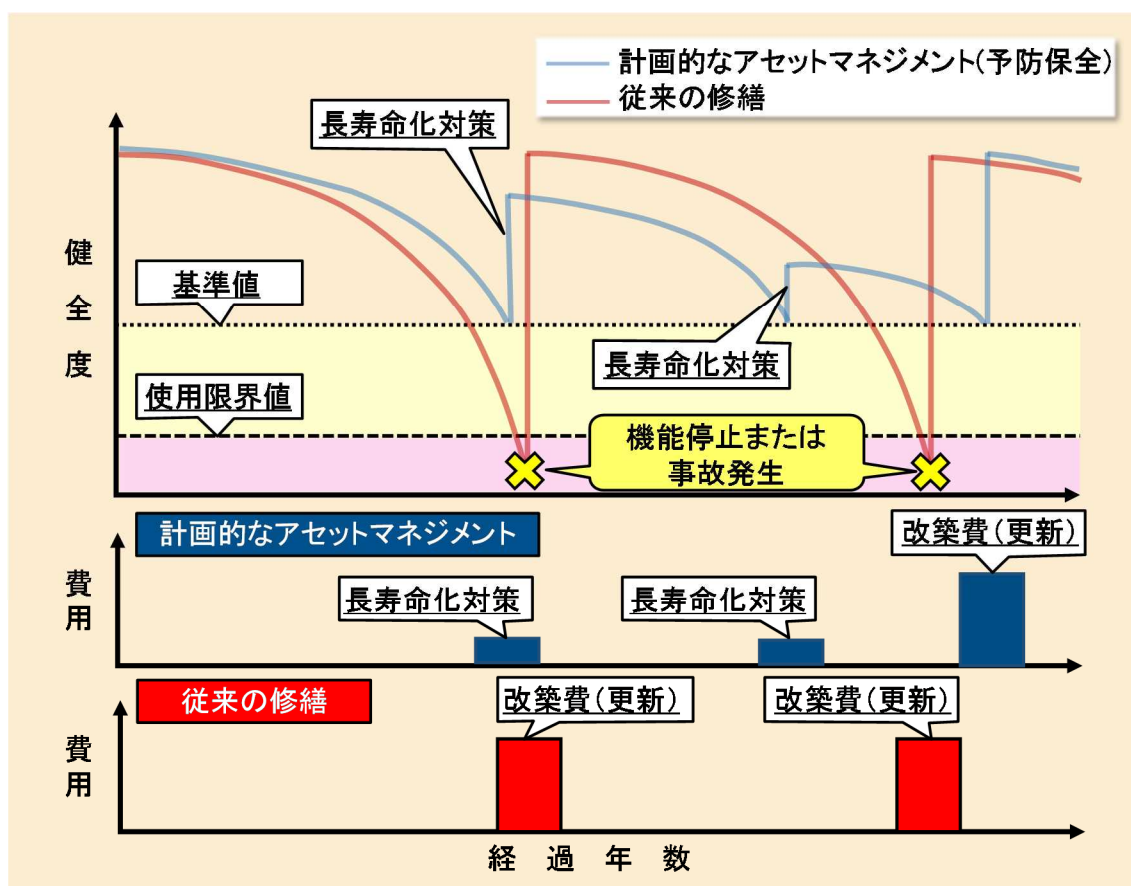 計画的なアセットマネジメント(予防保全)
従来の修繕
長寿命化対策
健全度
基準値
長寿命化対策
使用限界値
機能停止または
事故発生
計画的なアセットマネジメント
改築費(更新)
費用
長寿命化対策
長寿命化対策
従来の修繕
改築費(更新)
改築費(更新)
費用
経過年数